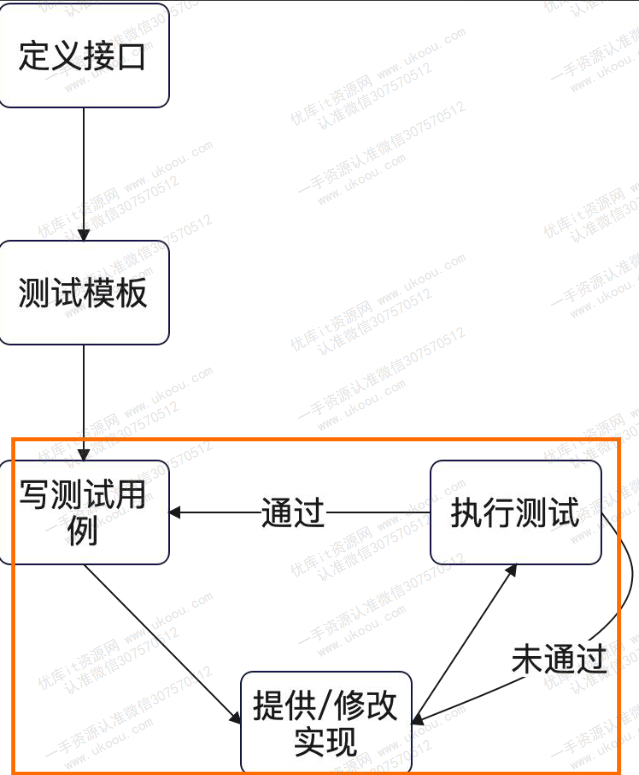 定义接口
测试模板
写测试用
例
通过
执行测试
未通过
提供/修改
实现
优库it资源网 www.ukoou.com
认准微信307570512
一手资源认准微信307570512
www.ukoou.com